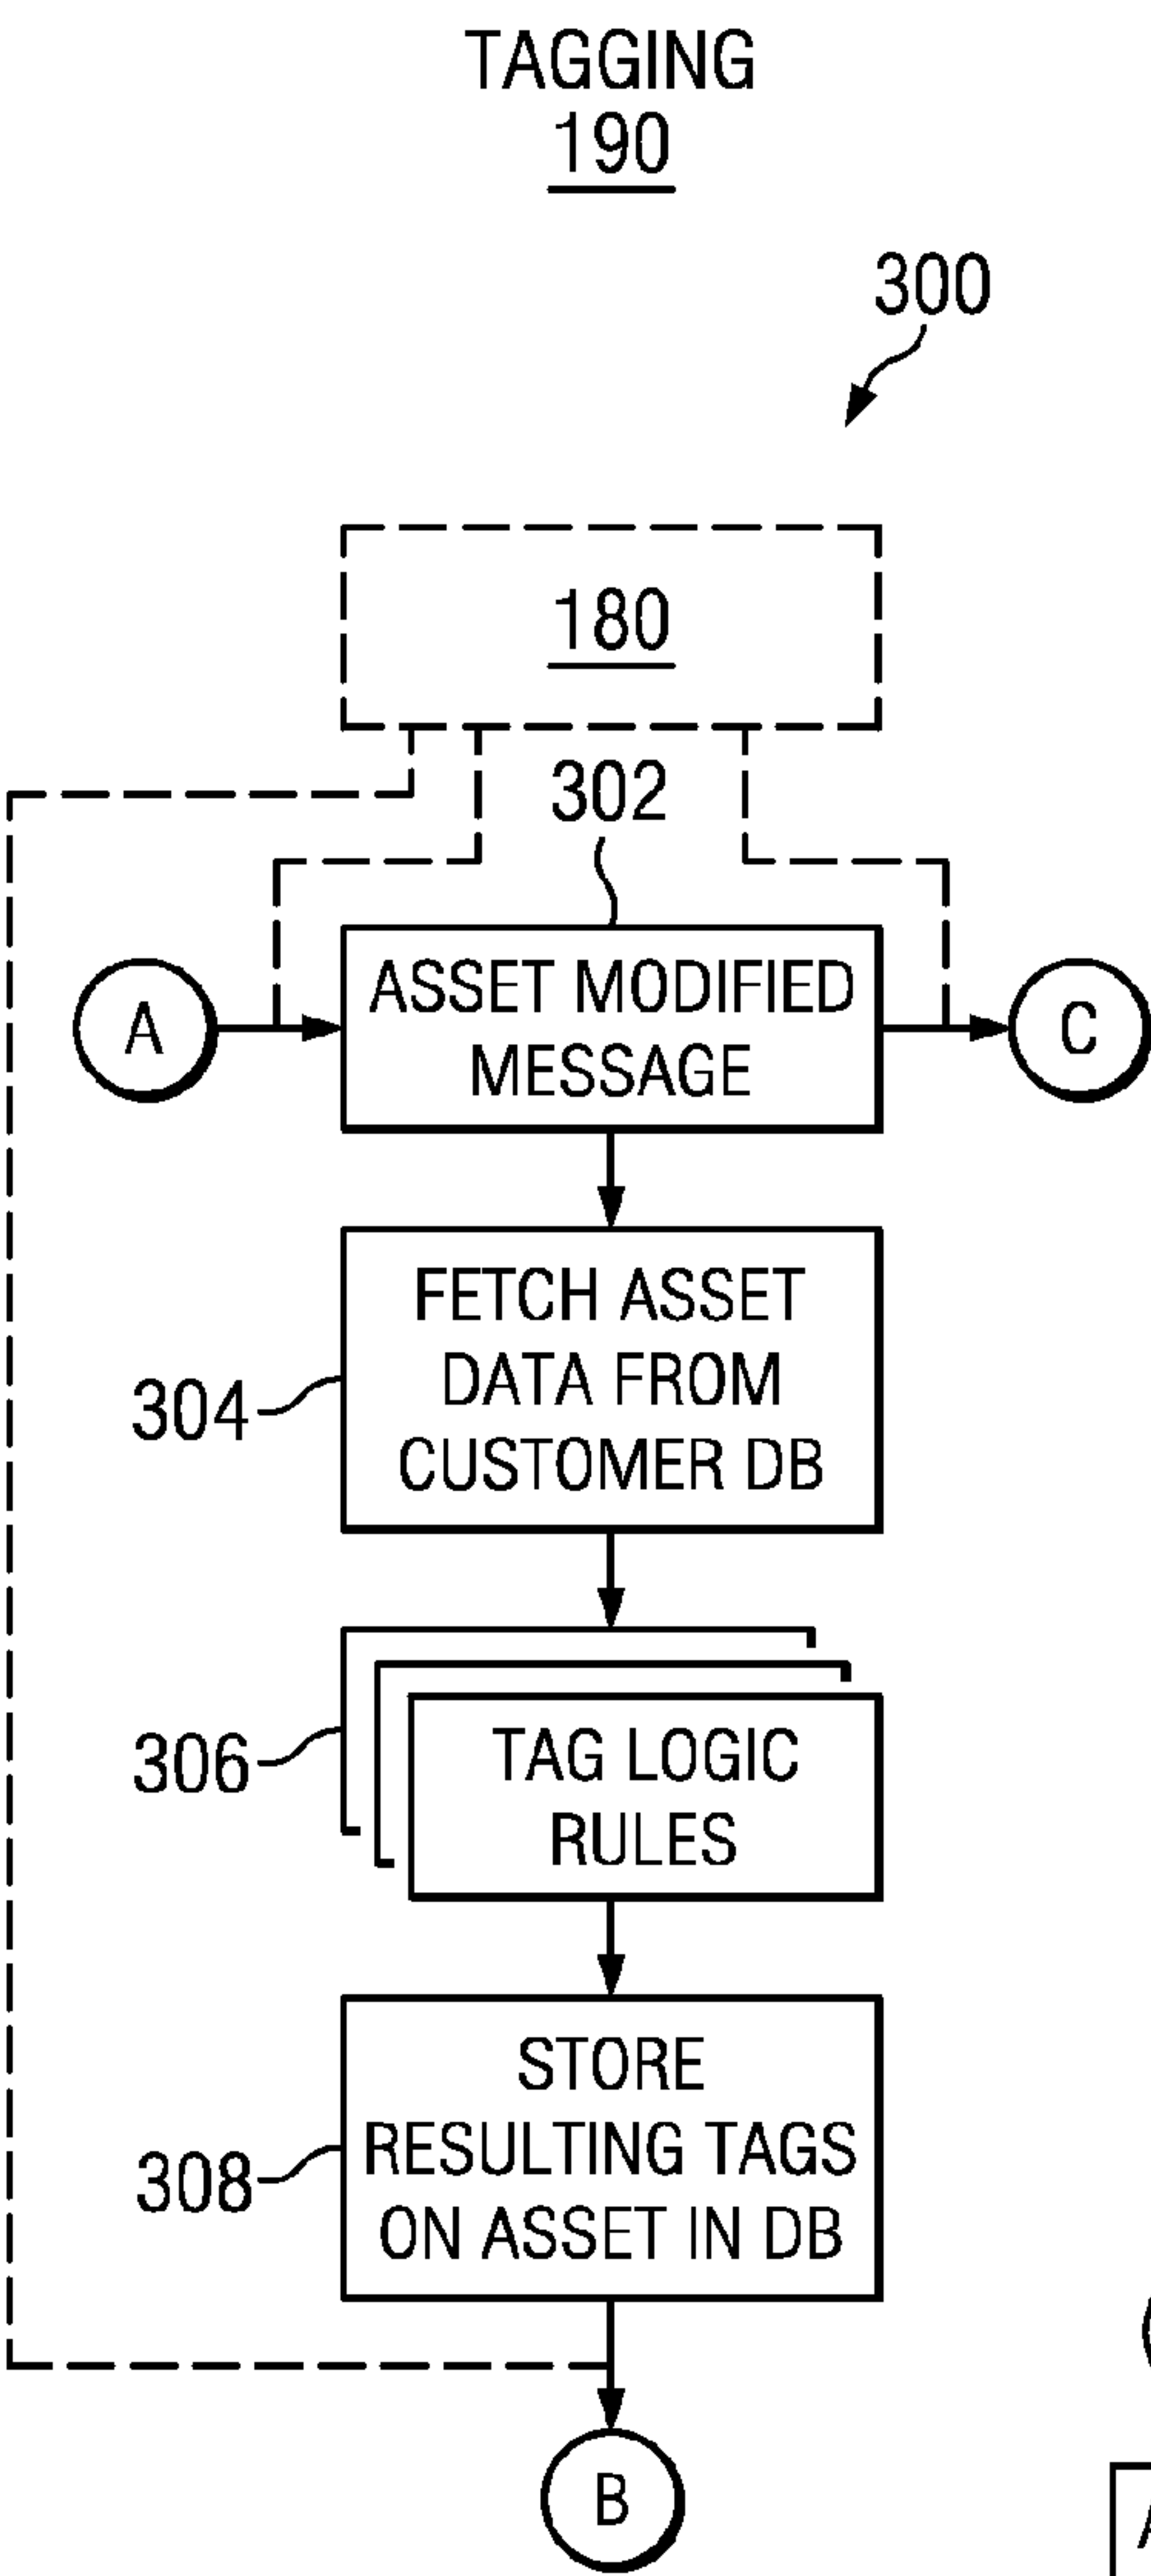 TAGGING
190
300
180
302
A
ASSET MODIFIED
MESSAGE
C
304
FETCH ASSET
DATA FROM
CUSTOMER DB
306
TAG LOGIC
RULES
308
STORE
RESULTING TAGS
ON ASSET IN DB
B